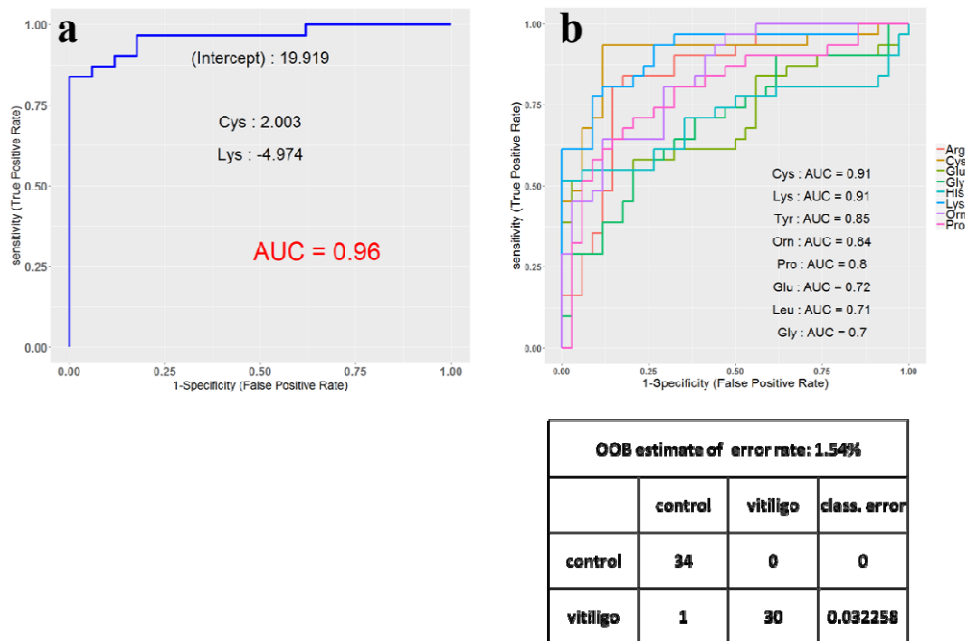 a
(Intercept) : 19.919
Cys : 2.003
Lys : -4.974
AUC = 0.96
sensitivity (True Positive Rate)
1.00
0.75
0.50
0.25
0.00
0.00 0.25 0.50 0.75 1.00
1-Specificity (False Positive Rate)
b
Cys : AUC = 0.91
Lys : AUC = 0.91
Tyr : AUC = 0.85
Orn : AUC = 0.84
Pro : AUC = 0.8
Glu : AUC = 0.72
Leu : AUC = 0.71
Gly : AUC = 0.7
sensitivity (True Positive Rate)
1.00
0.75
0.50
0.25
0.00
0.00 0.25 0.50 0.75 1.00
1-Specificity (False Positive Rate)
Arg
Cys
Glu
Gly
His
Lys
Orn
Pro
OOB estimate of error rate: 1.54%
control vitiligo class. error
control 34 0 0
vitiligo 1 30 0.032258